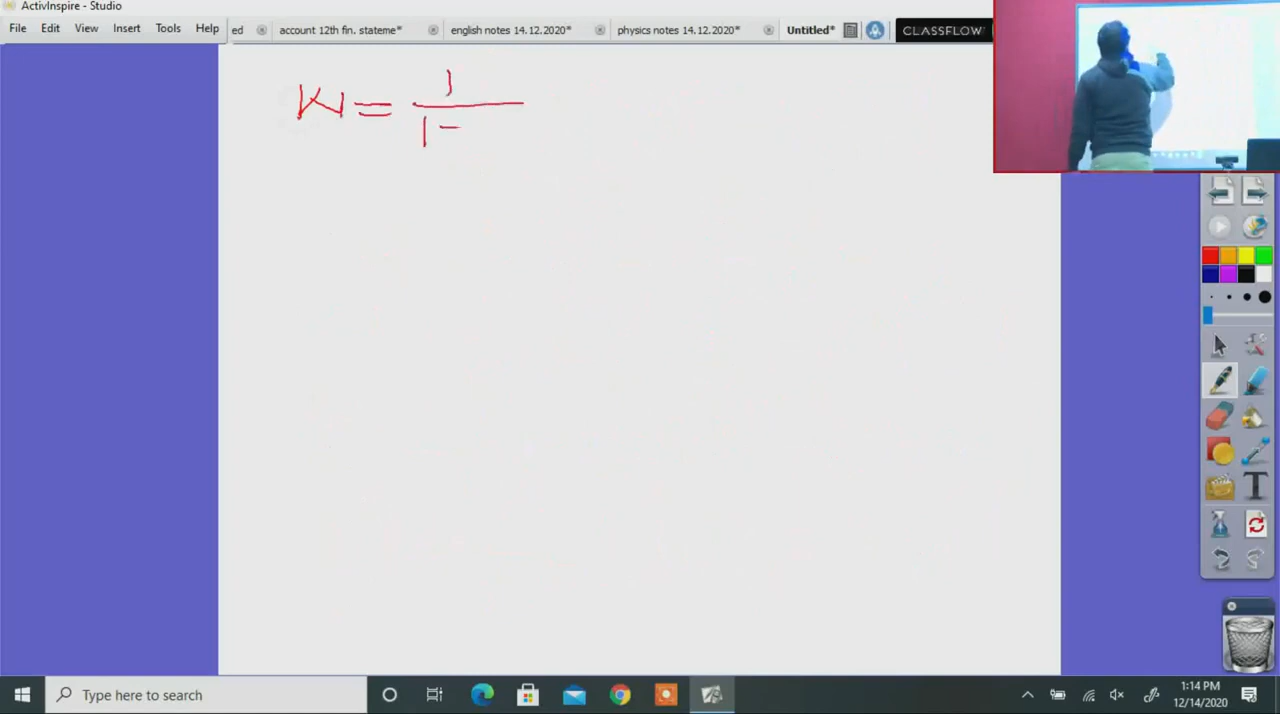 ActivInspire - Studio
File Edit View Insert Tools Help
ed account 12th fin. stateme* english notes 14.12.2020* physics notes 14.12.2020* Untitled* CLASSFLOW
1
1 -
T
Type here to search
1:14 PM
12/14/2020